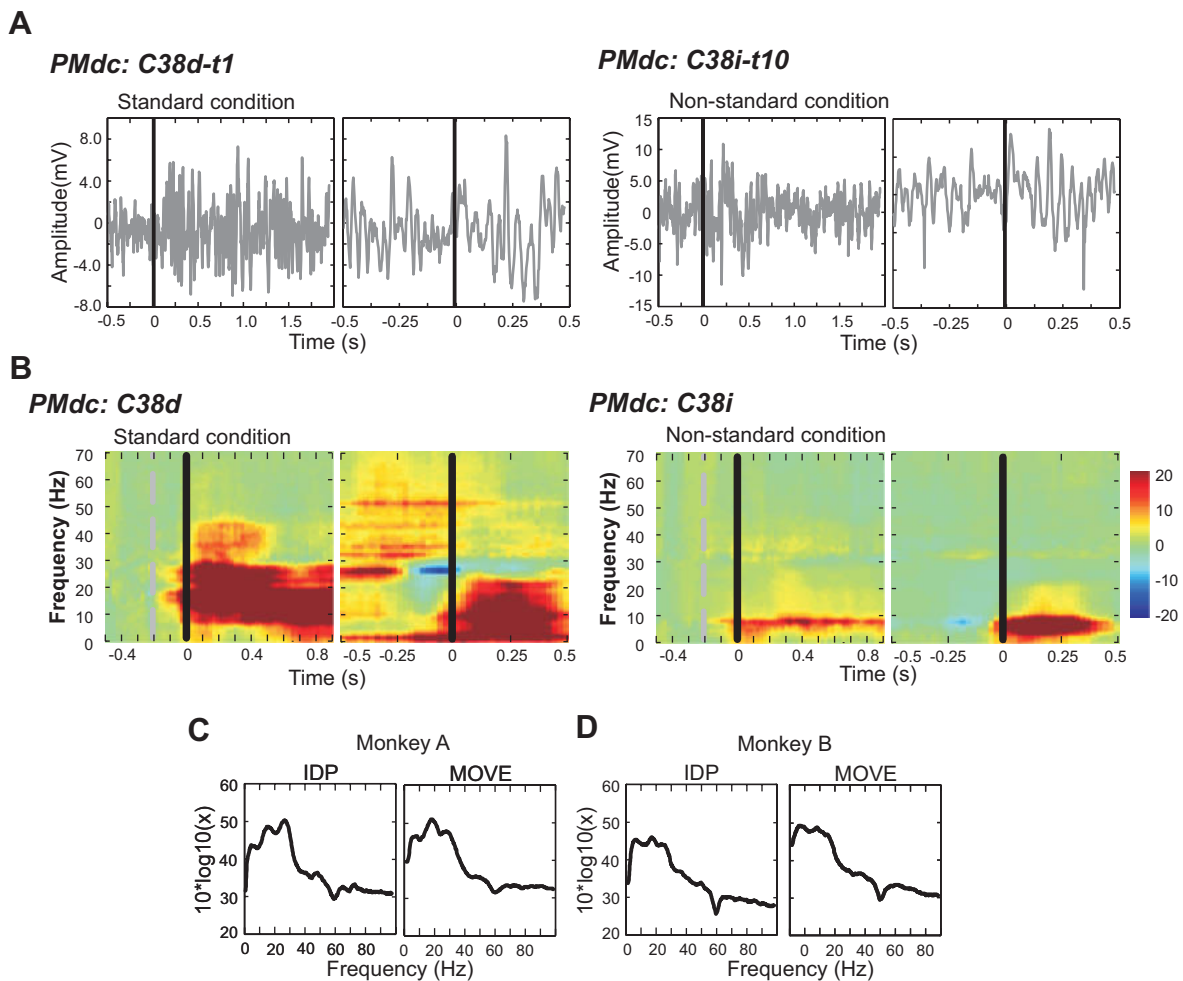 A
PMdc: C38d-t1
PMdc: C38i-t10
Standard condition
Non-standard condition
Amplitude(mV)
8.0
4.0
0
-4.0
-8.0
-0.5 0 0.5 1.0 1.5
-0.5 -0.25 0 0.25 0.5
Time (s)
Amplitude(mV)
15
10
5.0
0
-5.0
-10
-15
-0.5 0 0.5 1.0 1.5
-0.5 -0.25 0 0.25 0.5
Time (s)
B
PMdc: C38d
PMdc: C38i
Standard condition
Non-standard condition
Frequency (Hz)
70
60
50
40
30
20
10
0
-0.4 0 0.4 0.8
-0.5 -0.25 0 0.25 0.5
Time (s)
Frequency (Hz)
70
60
50
40
30
20
10
0
-0.4 0 0.4 0.8
-0.5 -0.25 0 0.25 0.5
Time (s)
20
10
0
-10
-20
C
Monkey A
IDP
MOVE
10*log10(x)
60
50
40
30
20
0 20 40 60 80
0 20 40 60 80
Frequency (Hz)
D
Monkey B
IDP
MOVE
10*log10(x)
60
50
40
30
20
0 20 40 60 80
0 20 40 60 80
Frequency (Hz)